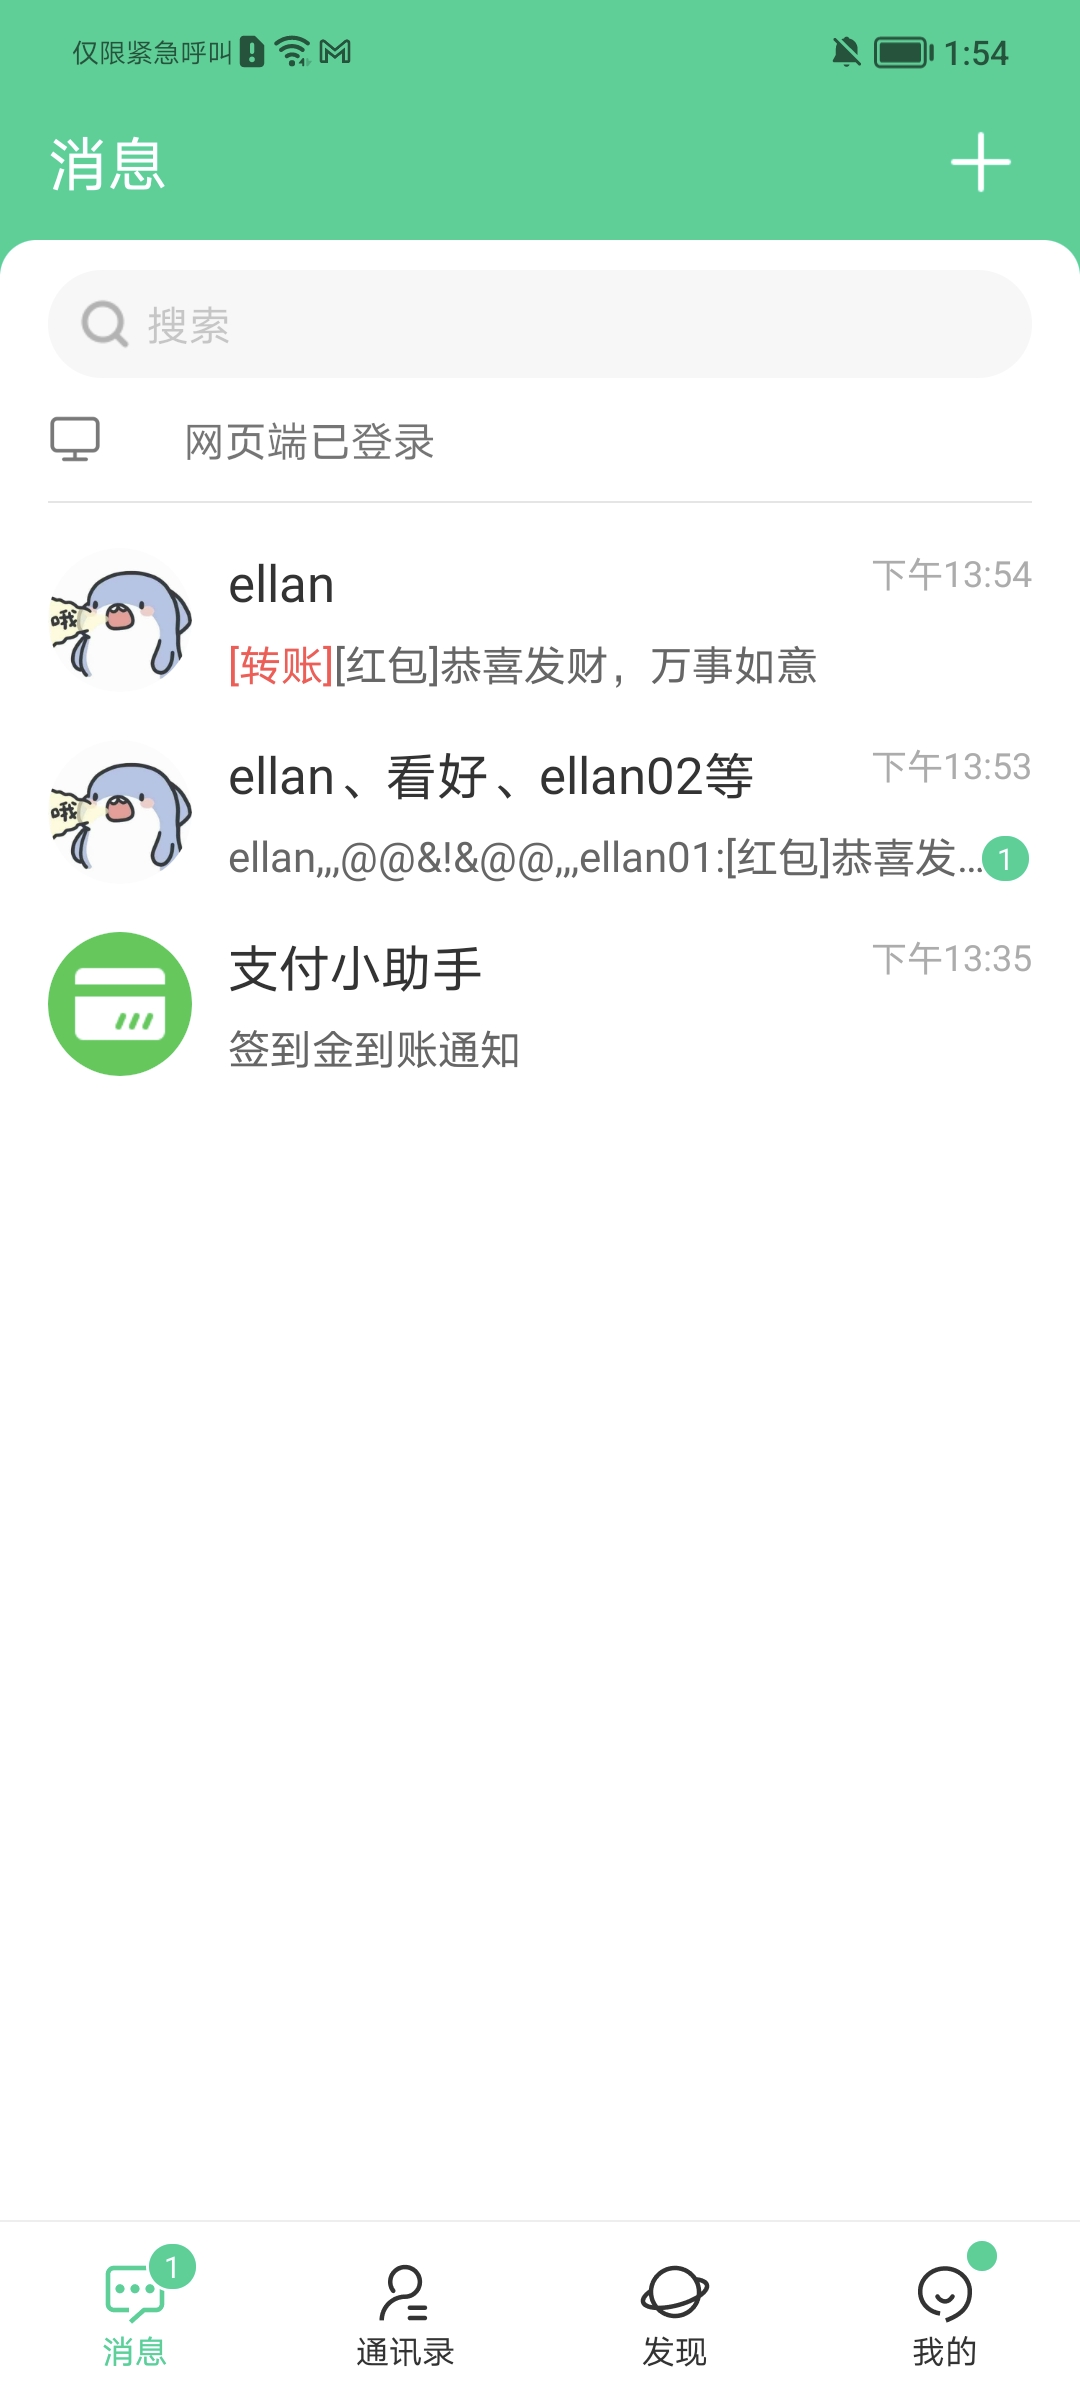 仅限紧急呼叫 1:54
消息
搜索
网页端已登录
ellan 下午13:54
[转账][红包]恭喜发财，万事如意
哦
ellan、看好、ellan02等 下午13:53
ellan,,,@@&!&@@,,,ellan01:[红包]恭喜发... 1
哦
支付小助手 下午13:35
签到金到账通知
1
消息 通讯录 发现 我的